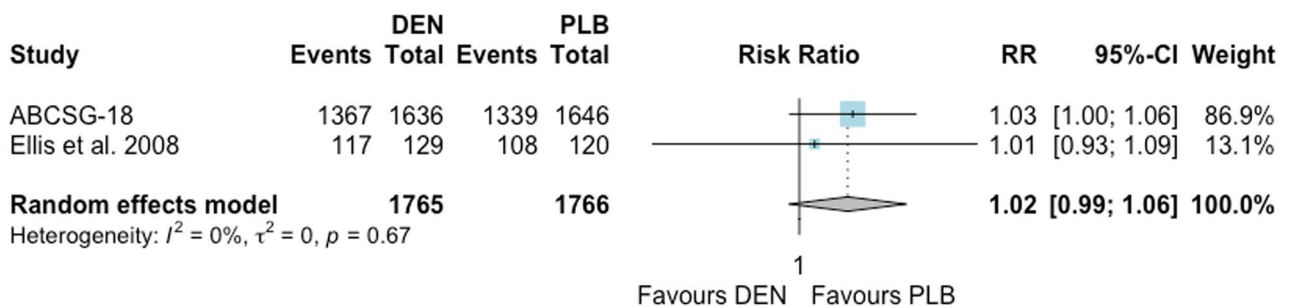 DEN PLB
Study Events Total Events Total Risk Ratio RR 95%-CI Weight
ABCSG-18 1367 1636 1339 1646 1.03 [1.00; 1.06] 86.9%
Ellis et al. 2008 117 129 108 120 1.01 [0.93; 1.09] 13.1%
Random effects model 1765 1766 1.02 [0.99; 1.06] 100.0%
Heterogeneity: I² = 0%, τ² = 0, p = 0.67
1
Favours DEN Favours PLB